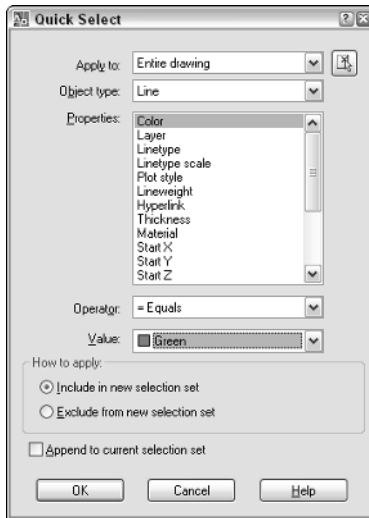 Quick Select
Apply to: Entire drawing
Object type: Line
Properties: Color
Layer
Linetype
Linetype scale
Plot style
Lineweight
Hyperlink
Thickness
Material
Start X
Start Y
Start Z
Operator: = Equals
Value: Green
How to apply:
Include in new selection set
Exclude from new selection set
Append to current selection set
OK Cancel Help